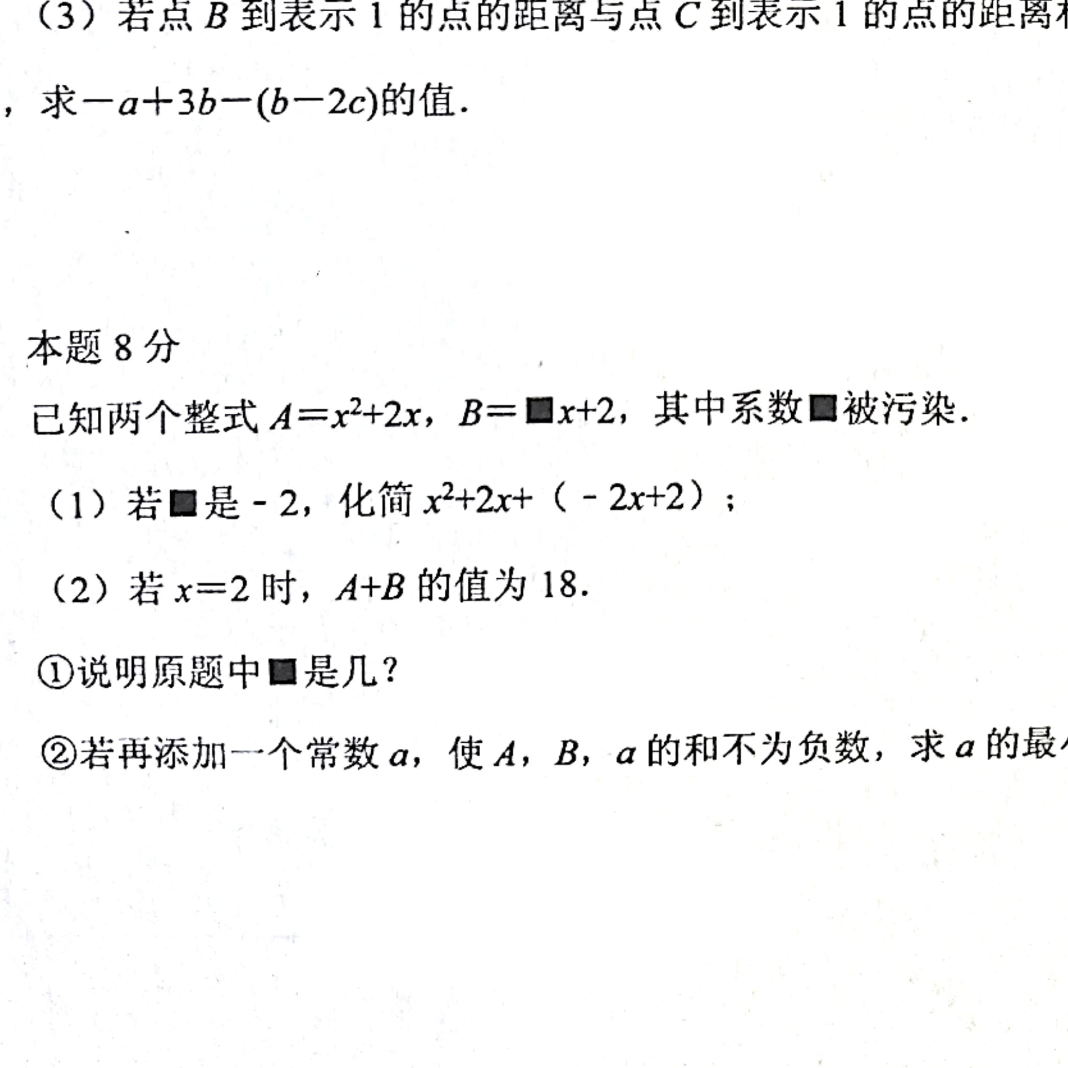 （3）若点 B 到表示 1 的点的距离与点 C 到表示 1 的点的距离
，求－a＋3b－(b－2c)的值．
本题 8 分
已知两个整式 A＝x²+2x，B＝■x+2，其中系数■被污染．
（1）若■是 - 2，化简 x²+2x+（ - 2x+2）；
（2）若 x＝2 时，A+B 的值为 18．
①说明原题中■是几？
②若再添加一个常数 a，使 A，B，a 的和不为负数，求 a 的最